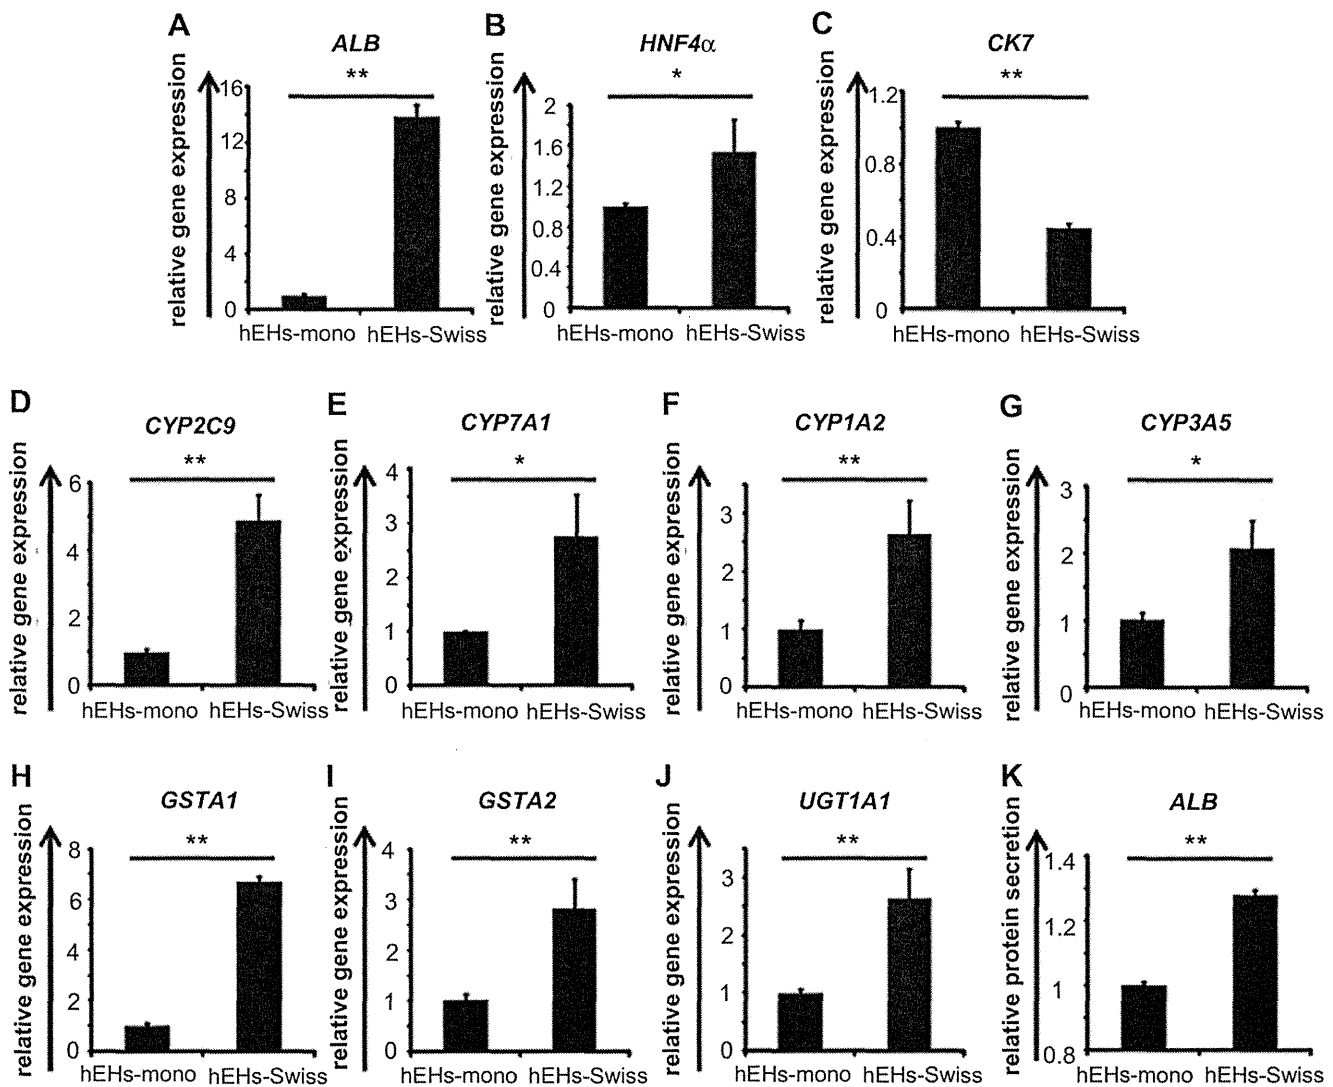 A
ALB
**
relative gene expression
16
12
8
4
0
hEHs-mono hEHs-Swiss
B
HNF4α
*
relative gene expression
2
1.6
1.2
0.8
0.4
0
hEHs-mono hEHs-Swiss
C
CK7
**
relative gene expression
1.2
0.8
0.4
0
hEHs-mono hEHs-Swiss
D
CYP2C9
**
relative gene expression
6
4
2
0
hEHs-mono hEHs-Swiss
E
CYP7A1
*
relative gene expression
4
3
2
1
0
hEHs-mono hEHs-Swiss
F
CYP1A2
**
relative gene expression
3
2
1
0
hEHs-mono hEHs-Swiss
G
CYP3A5
*
relative gene expression
3
2
1
0
hEHs-mono hEHs-Swiss
H
GSTA1
**
relative gene expression
8
6
4
2
0
hEHs-mono hEHs-Swiss
I
GSTA2
**
relative gene expression
4
3
2
1
0
hEHs-mono hEHs-Swiss
J
UGT1A1
**
relative gene expression
3
2
1
0
hEHs-mono hEHs-Swiss
K
ALB
**
relative protein secretion
1.4
1.2
1
0.8
hEHs-mono hEHs-Swiss